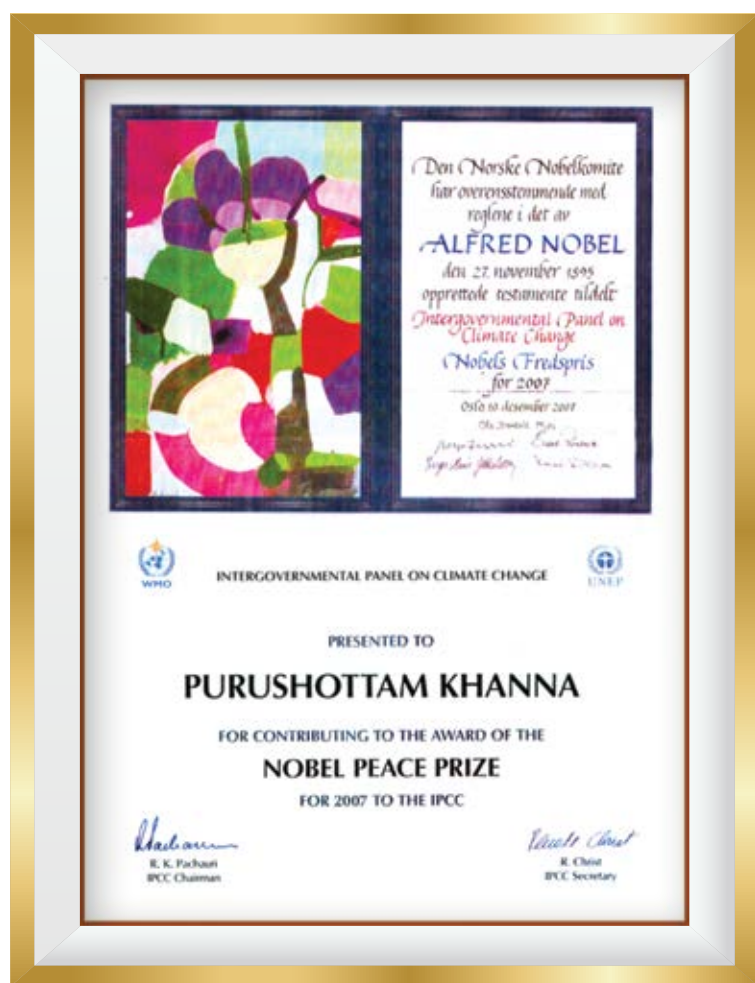 Den Norske Nobelkomite
har overensstemmende med
reglene i det av
ALFRED NOBEL
den 27. november 1895
opprettede testamente tildelt
Intergovernmental Panel on
Climate Change
Nobels Fredspris
for 2007
Oslo 10 desember 2007
WMO
INTERGOVERNMENTAL PANEL ON CLIMATE CHANGE
UNEP
PRESENTED TO
PURUSHOTTAM KHANNA
FOR CONTRIBUTING TO THE AWARD OF THE
NOBEL PEACE PRIZE
FOR 2007 TO THE IPCC
R. K. Pachauri
IPCC Chairman
R. Christ
IPCC Secretary